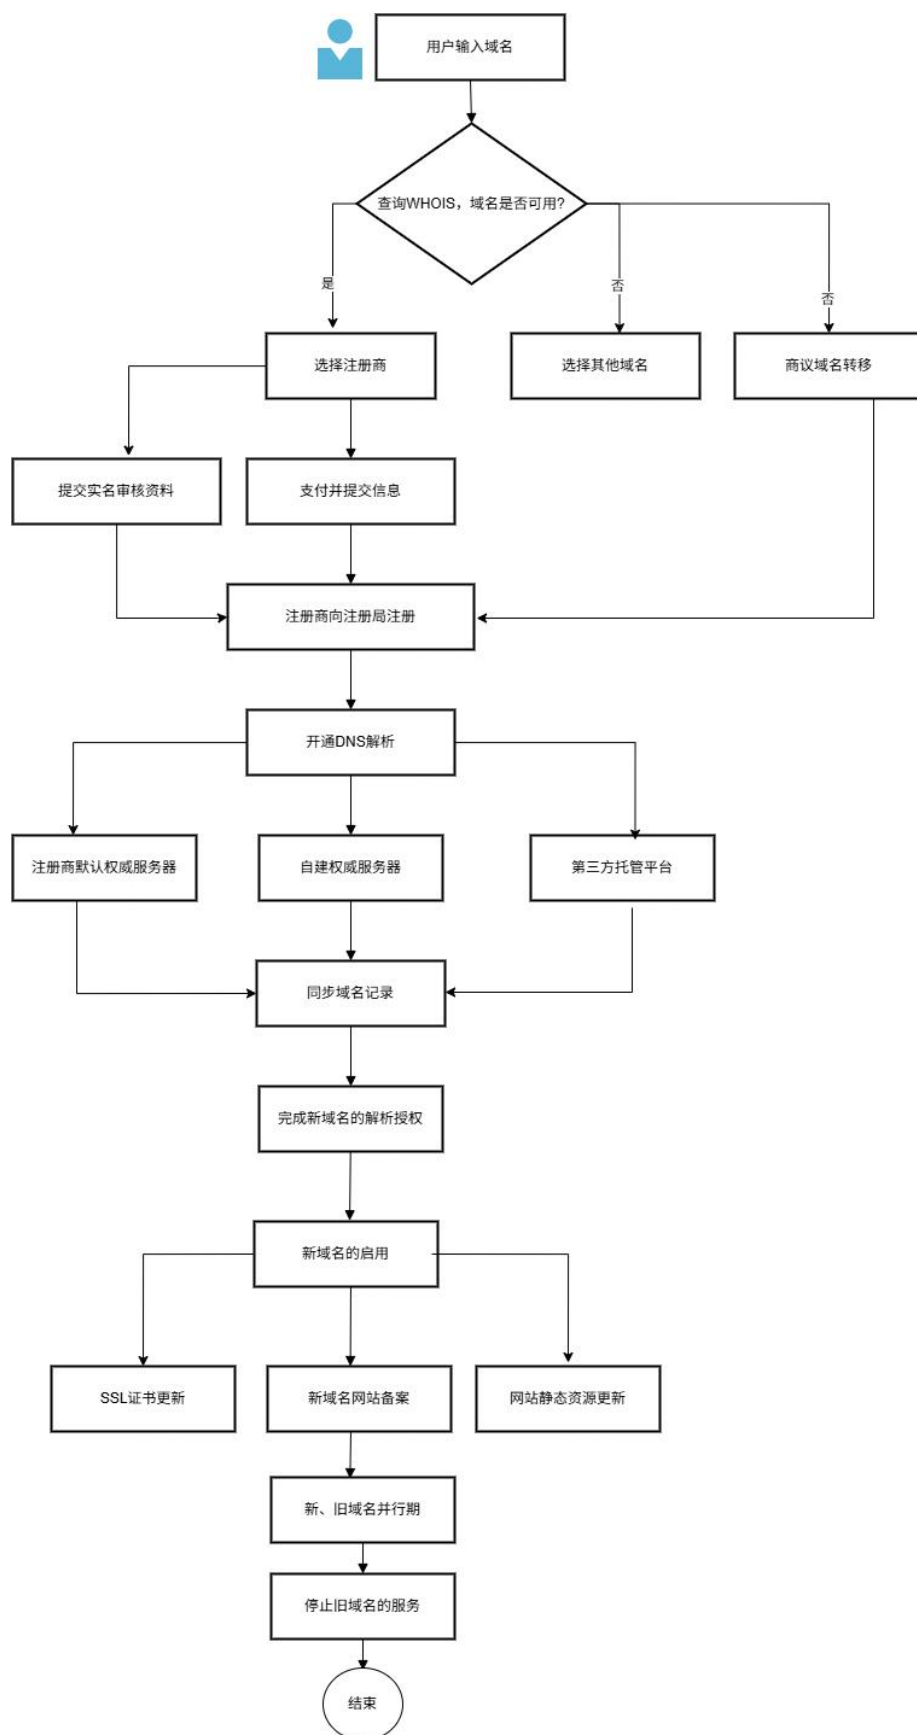 用户输入域名
查询WHOIS，域名是否可用?
是
否
否
选择注册商
选择其他域名
商议域名转移
提交实名审核资料
支付并提交信息
注册商向注册局注册
开通DNS解析
注册商默认权威服务器
自建权威服务器
第三方托管平台
同步域名记录
完成新域名的解析授权
新域名的启用
SSL证书更新
新域名网站备案
网站静态资源更新
新、旧域名并行期
停止旧域名的服务
结束